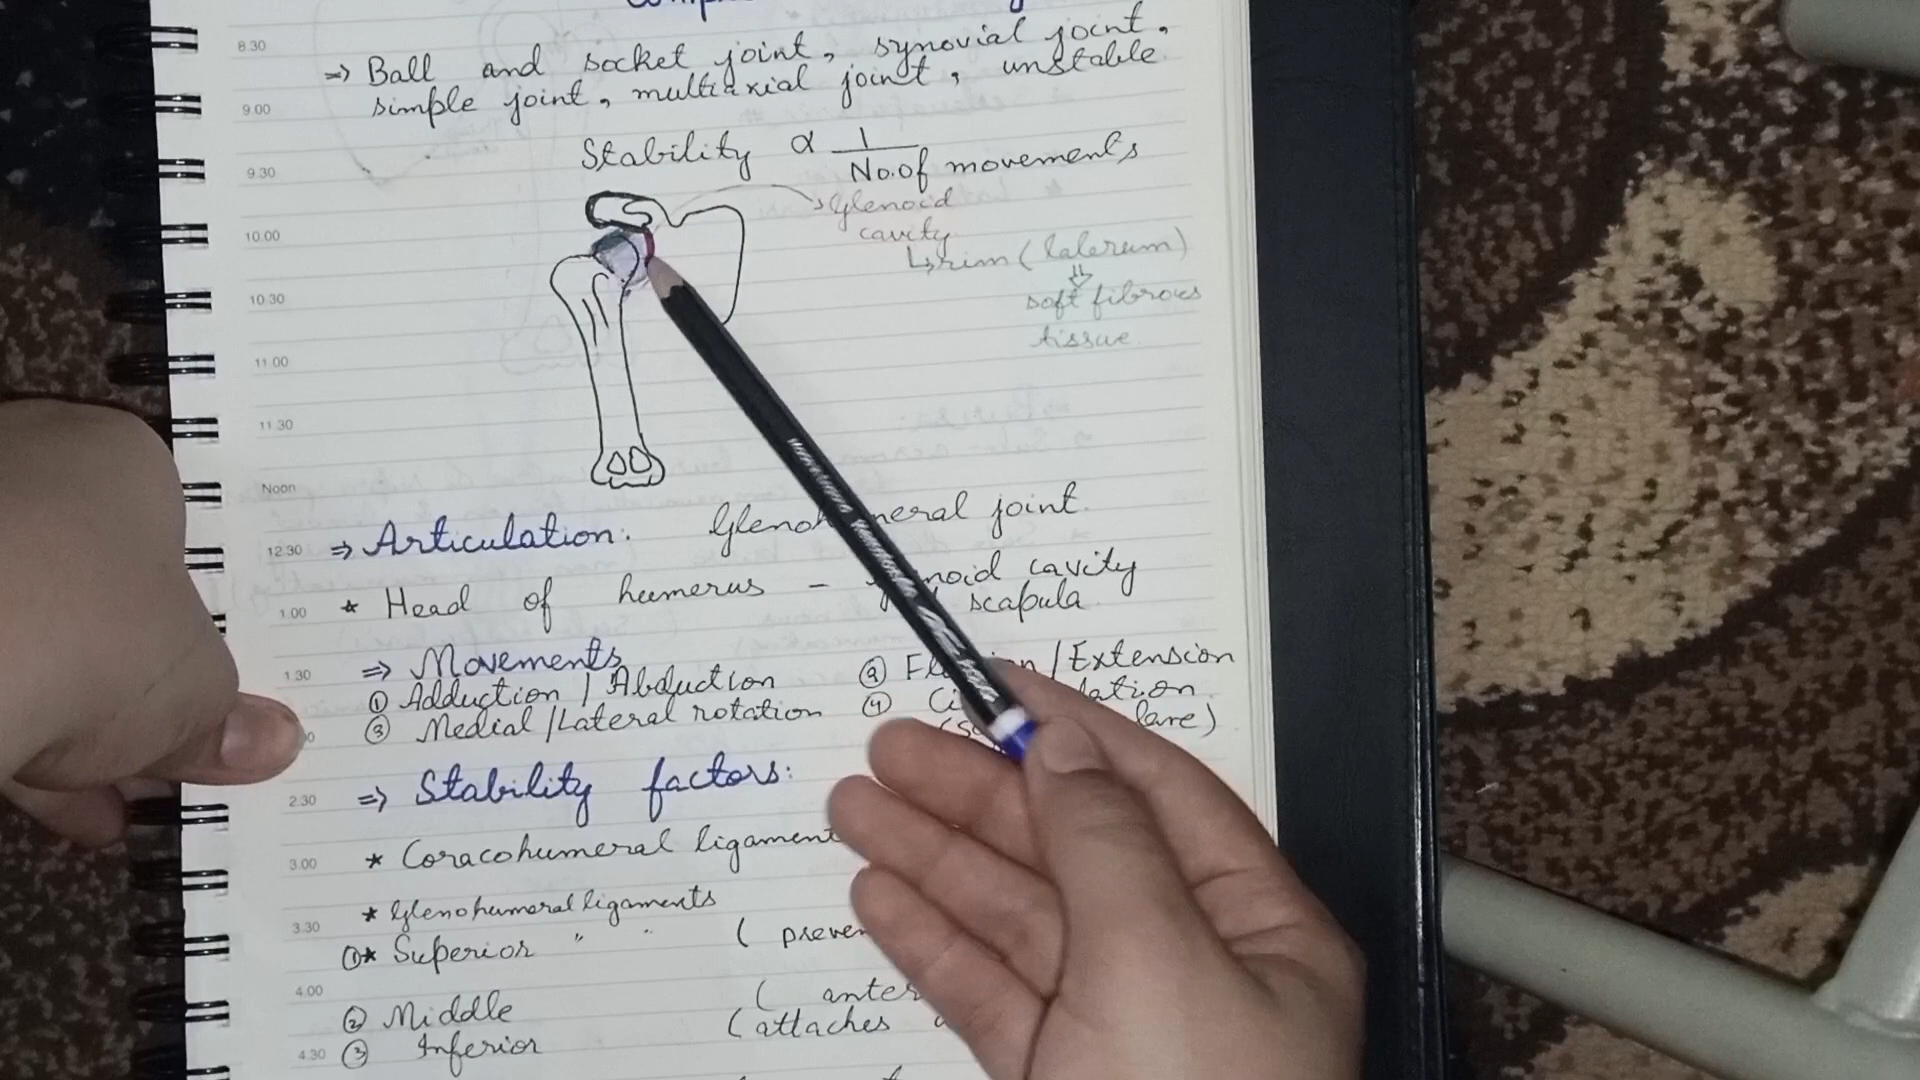 8.30
⇒ Ball and socket joint, synovial joint,
simple joint, multiaxial joint, unstable.
9.00
Stability ∝ 1
No. of movements
9.30
Glenoid
cavity
10.00
↳ rim (laterum)
⇓
soft fibrous
tissue.
10.30
11.00
11.30
Noon
⇒ Articulation: joint.
12.30
* Head of humerus - cavity
scapula
1.00
⇒ Movements
1.30
① Adduction / Abduction
/Extension
③ Medial /Lateral rotation ④
⇒ Stability factors:
2.30
* Coracohumeral ligament
3.00
* Glenohumeral ligaments
3.30
①* Superior " "
4.00
② Middle
(attaches
③ Inferior
4.30